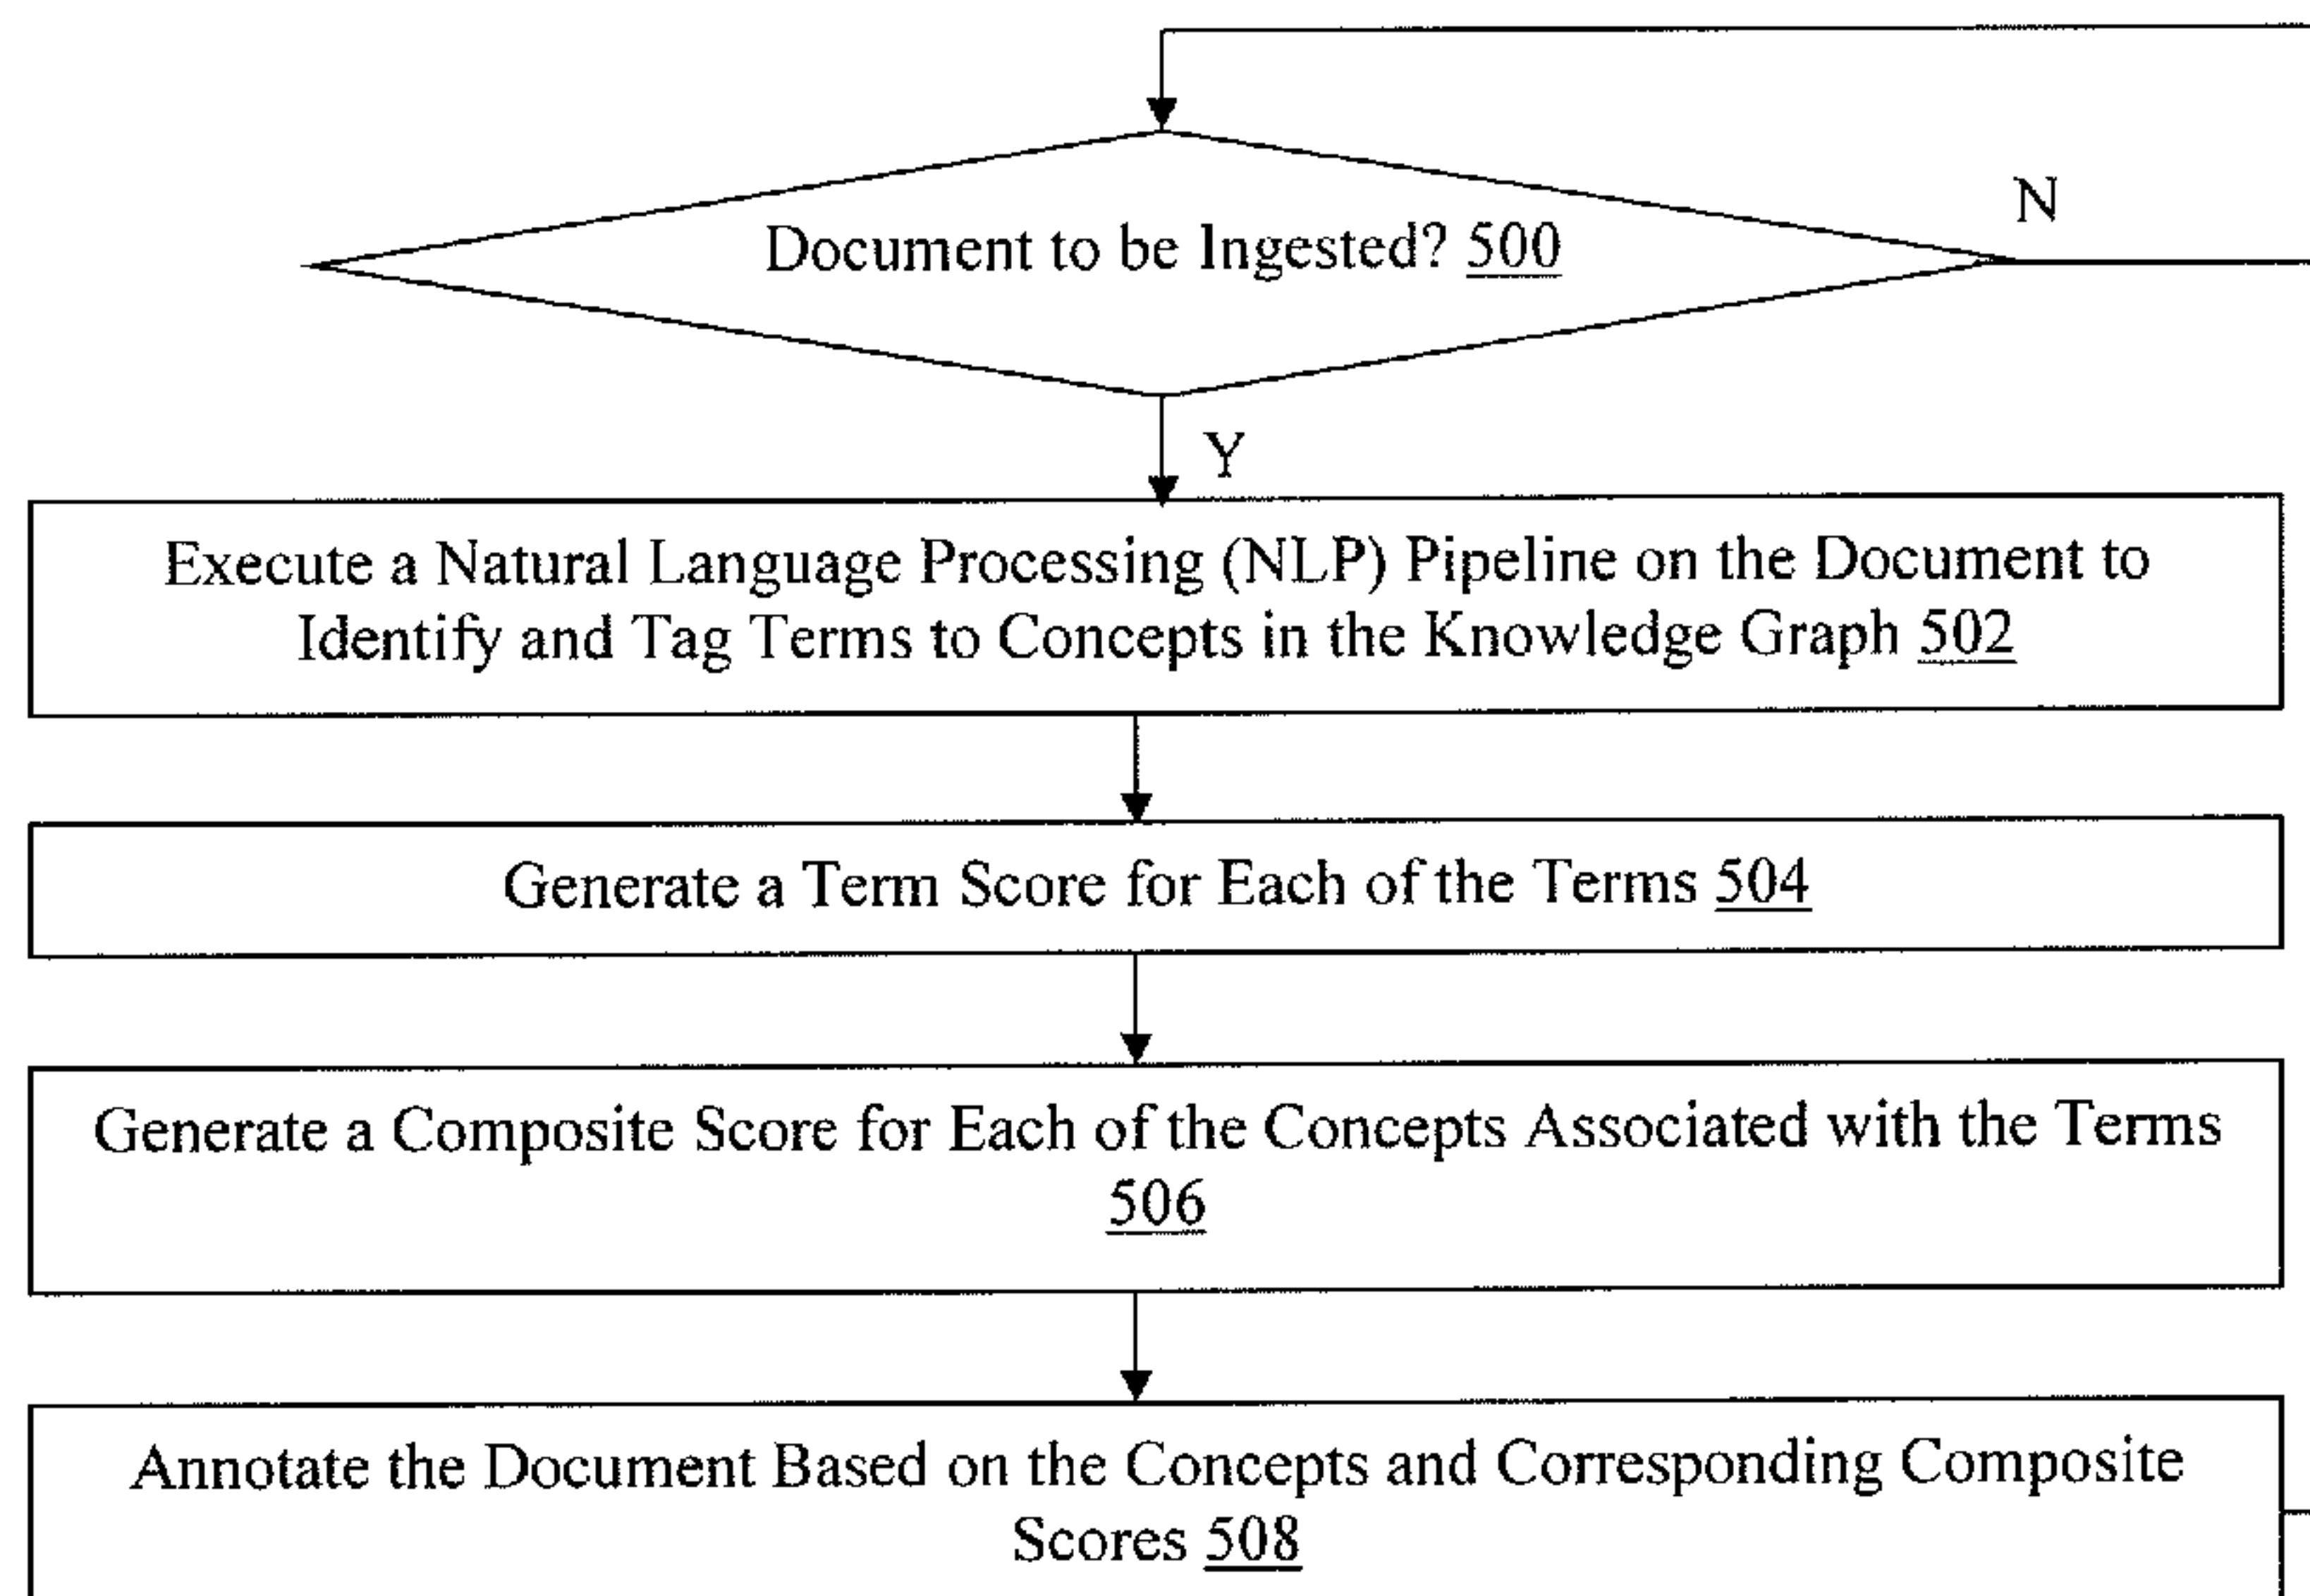 Document to be Ingested? 500
N
Y
Execute a Natural Language Processing (NLP) Pipeline on the Document to
Identify and Tag Terms to Concepts in the Knowledge Graph 502
Generate a Term Score for Each of the Terms 504
Generate a Composite Score for Each of the Concepts Associated with the Terms
506
Annotate the Document Based on the Concepts and Corresponding Composite
Scores 508